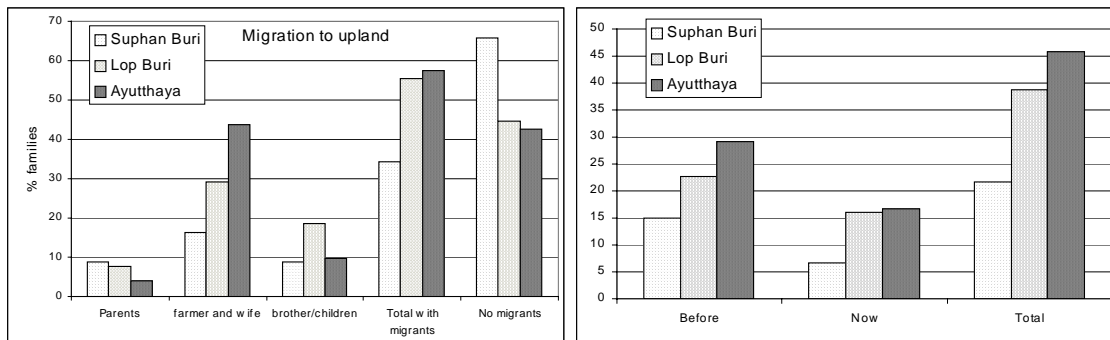 Migration to upland
Suphan Buri
Lop Buri
Ayutthaya
% families
70
60
50
40
30
20
10
0
Parents
farmer and wife
brother/children
Total with
migrants
No migrants
Suphan Buri
Lop Buri
Ayutthaya
50
45
40
35
30
25
20
15
10
5
0
Before
Now
Total